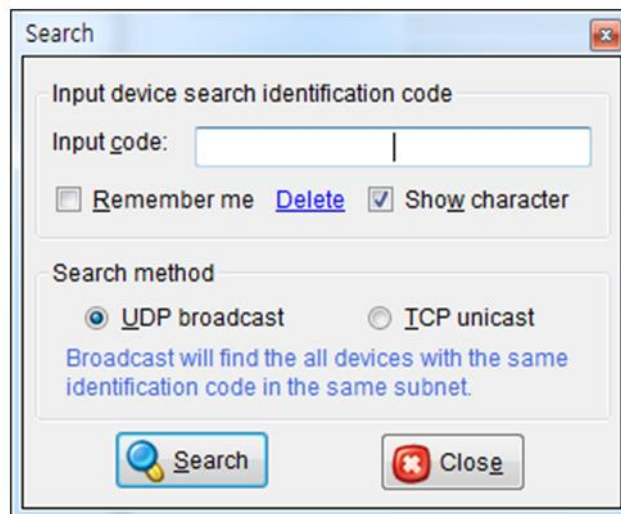 Search
Input device search identification code
Input code:
Remember me Delete Show character
Search method
UDP broadcast TCP unicast
Broadcast will find the all devices with the same
identification code in the same subnet.
Search Close